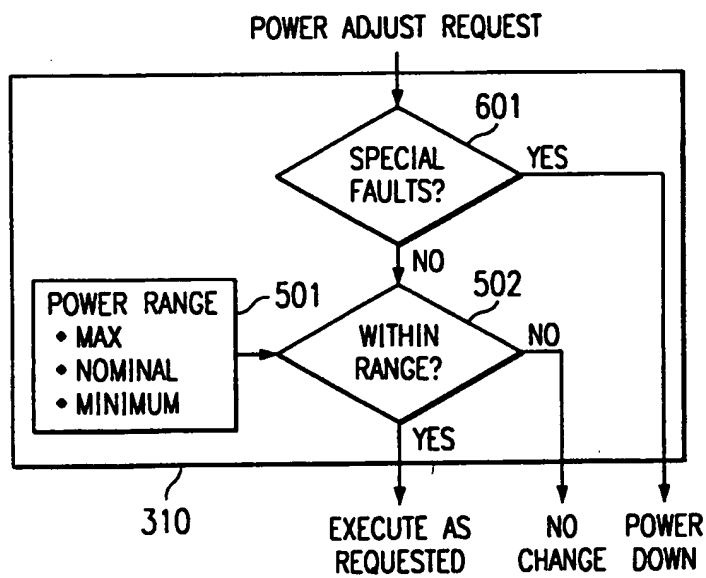 POWER ADJUST REQUEST
601
SPECIAL
FAULTS?
YES
NO
POWER RANGE
• MAX
• NOMINAL
• MINIMUM
501
502
WITHIN
RANGE?
NO
YES
310
EXECUTE AS
REQUESTED
NO
CHANGE
POWER
DOWN